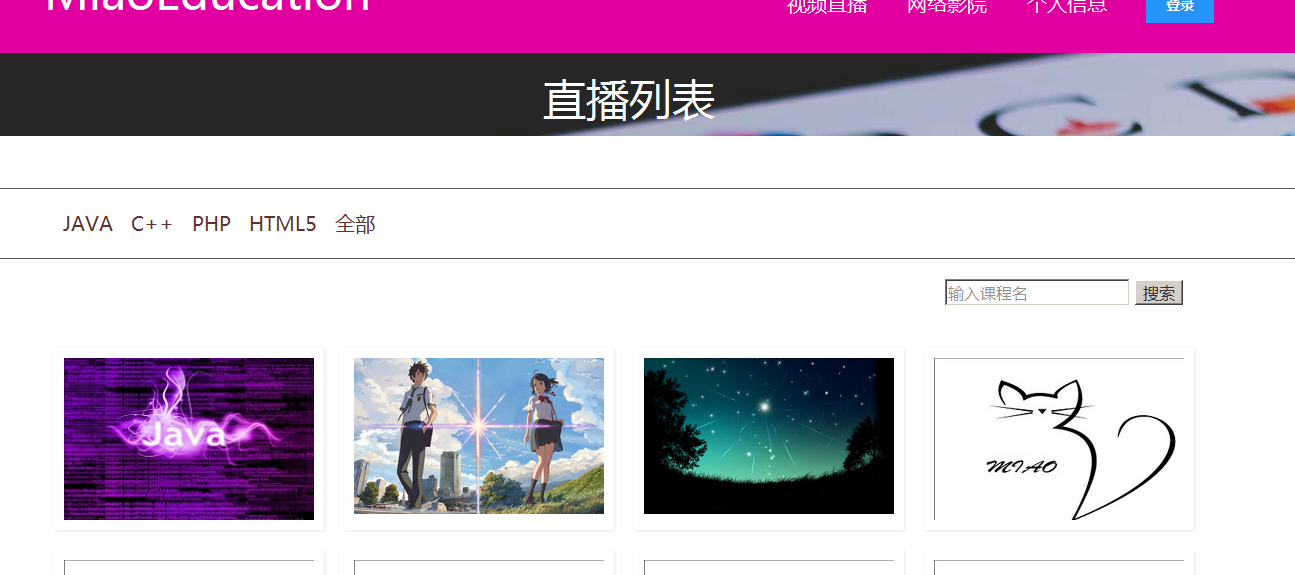 MiaoEducation
视频直播 网络影院 个人信息 登录
直播列表
JAVA C++ PHP HTML5 全部
输入课程名 搜索
Java
MIAO